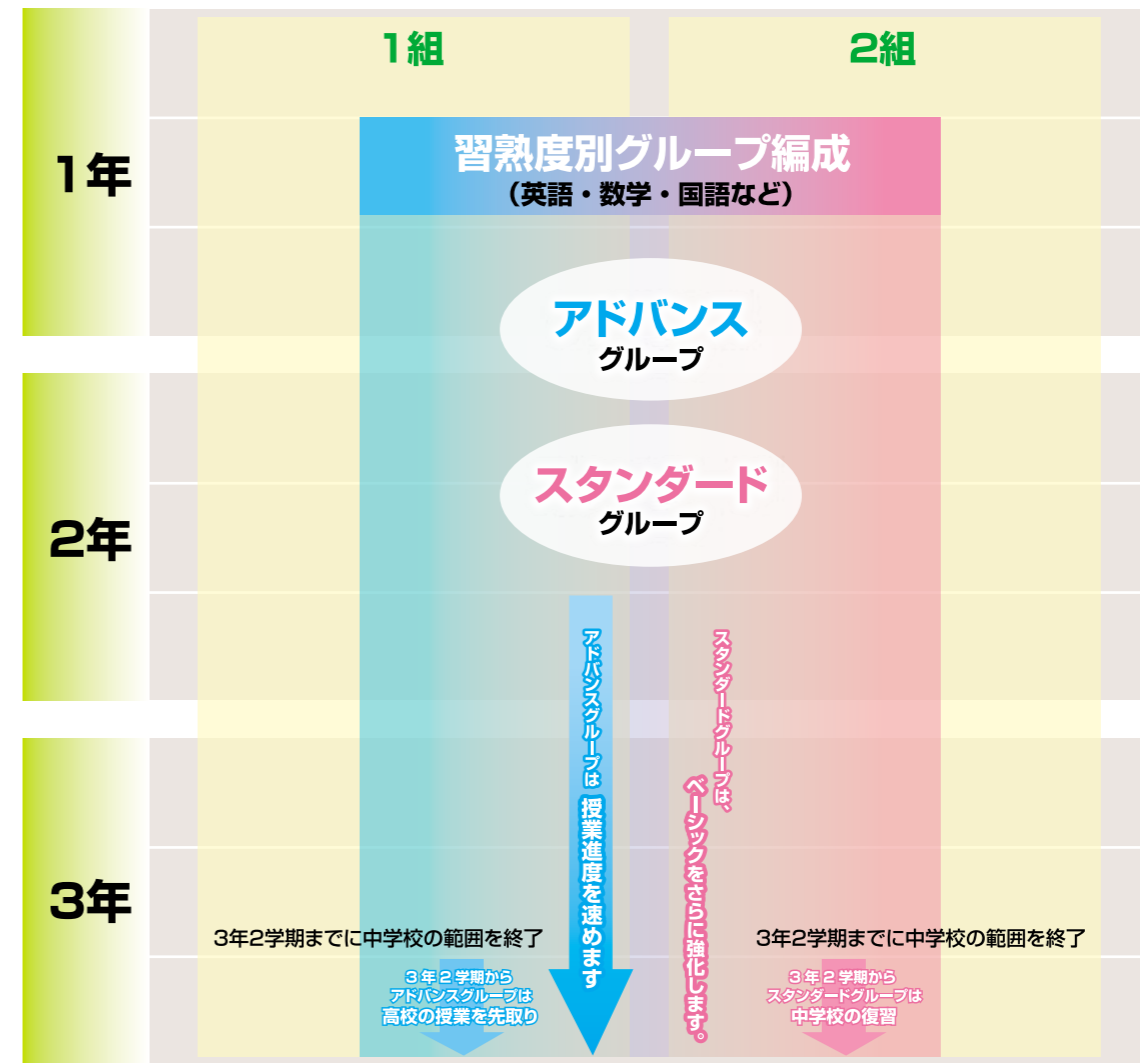 1組
2組
1年
習熟度別グループ編成
(英語・数学・国語など)
アドバンス
グループ
2年
スタンダード
グループ
アドバンスグループは授業進度を速めます
スタンダードグループは、
ベーシックをさらに強化します。
3年
3年2学期までに中学校の範囲を終了
3年2学期から
アドバンスグループは
高校の授業を先取り
3年2学期までに中学校の範囲を終了
3年2学期から
スタンダードグループは
中学校の復習